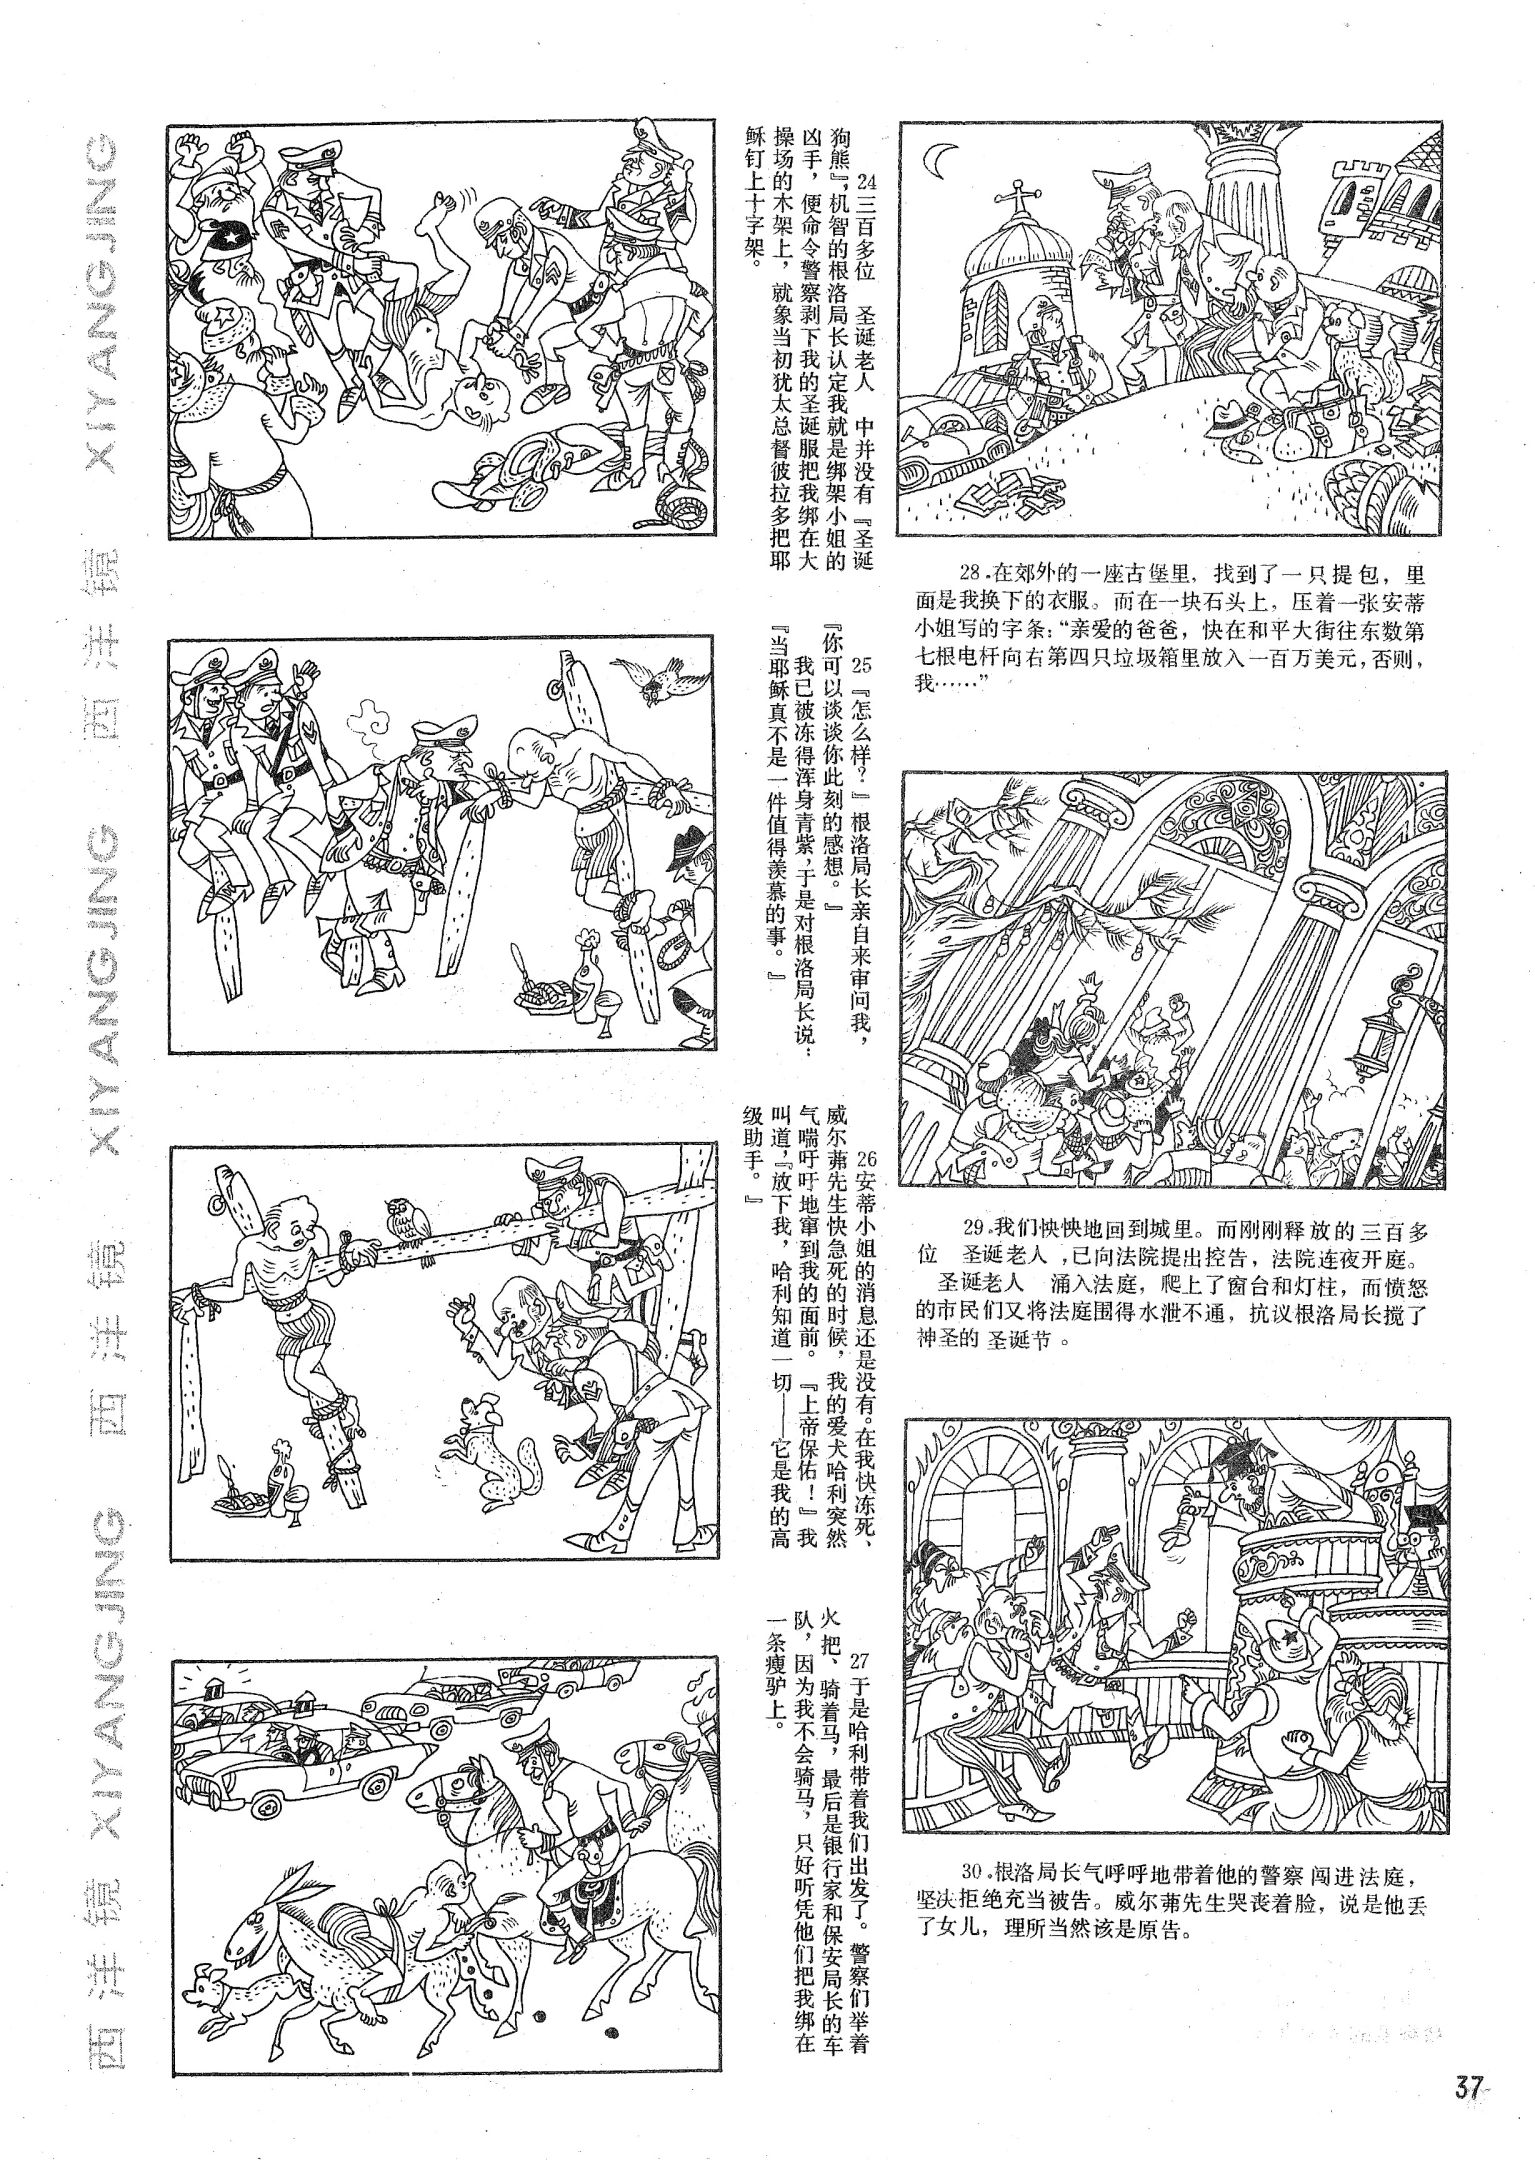 西洋镜 XIYANGJING 西洋镜 XIYANGJING 西洋镜 XIYANGJING
24三百多位 圣诞老人 中并没有『圣诞
狗熊』,机智的根洛局长认定我就是绑架小姐的
凶手，便命令警察剥下我的圣诞服把我绑在大
操场的木架上，就象当初犹太总督彼拉多把耶
稣钉上十字架。
25『怎么样？』根洛局长亲自来审问我，
『你可以谈谈你此刻的感想。』
我已被冻得浑身青紫,于是对根洛局长说：
『当耶稣真不是一件值得羡慕的事。』
26安蒂小姐的消息还是没有。在我快冻死、
威尔茀先生快急死的时候，我的爱犬哈利突然
气喘吁吁地窜到我的面前。『上帝保佑！』我
叫道,『放下我，哈利知道一切——它是我的高
级助手。』
27于是哈利带着我们出发了。警察们举着
火把、骑着马，最后是银行家和保安局长的车
队，因为我不会骑马，只好听凭他们把我绑在
一条瘦驴上。
28.在郊外的一座古堡里，找到了一只提包，里
面是我换下的衣服。而在一块石头上，压着一张安蒂
小姐写的字条：“亲爱的爸爸，快在和平大街往东数第
七根电杆向右第四只垃圾箱里放入一百万美元,否则，
我……”
29.我们怏怏地回到城里。而刚刚释放的三百多
位 圣诞老人 ,已向法院提出控告，法院连夜开庭。
圣诞老人 涌入法庭，爬上了窗台和灯柱，而愤怒
的市民们又将法庭围得水泄不通，抗议根洛局长搅了
神圣的 圣诞节。
30.根洛局长气呼呼地带着他的警察闯进法庭，
坚决拒绝充当被告。威尔茀先生哭丧着脸，说是他丢
了女儿，理所当然该是原告。
37